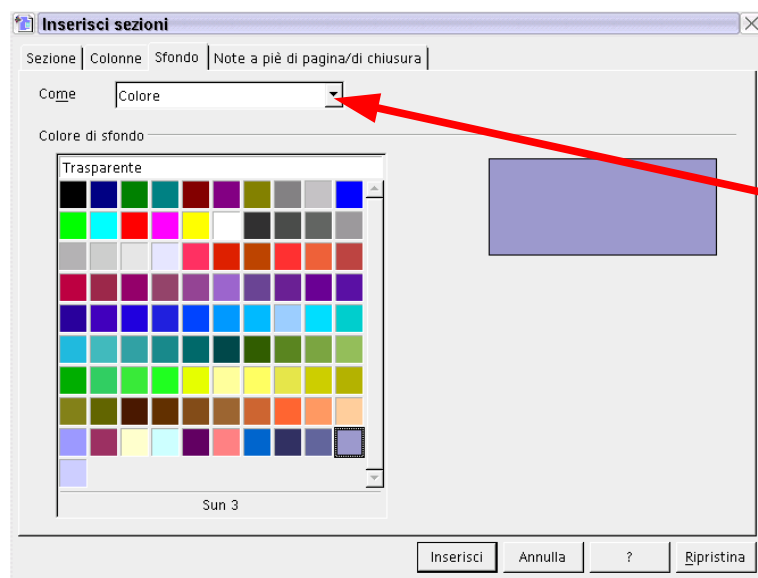 Inserisci sezioni
Sezione Colonne Sfondo Note a piè di pagina/di chiusura
Come Colore
Colore di sfondo
Trasparente
Sun 3
Inserisci Annulla ? Ripristina